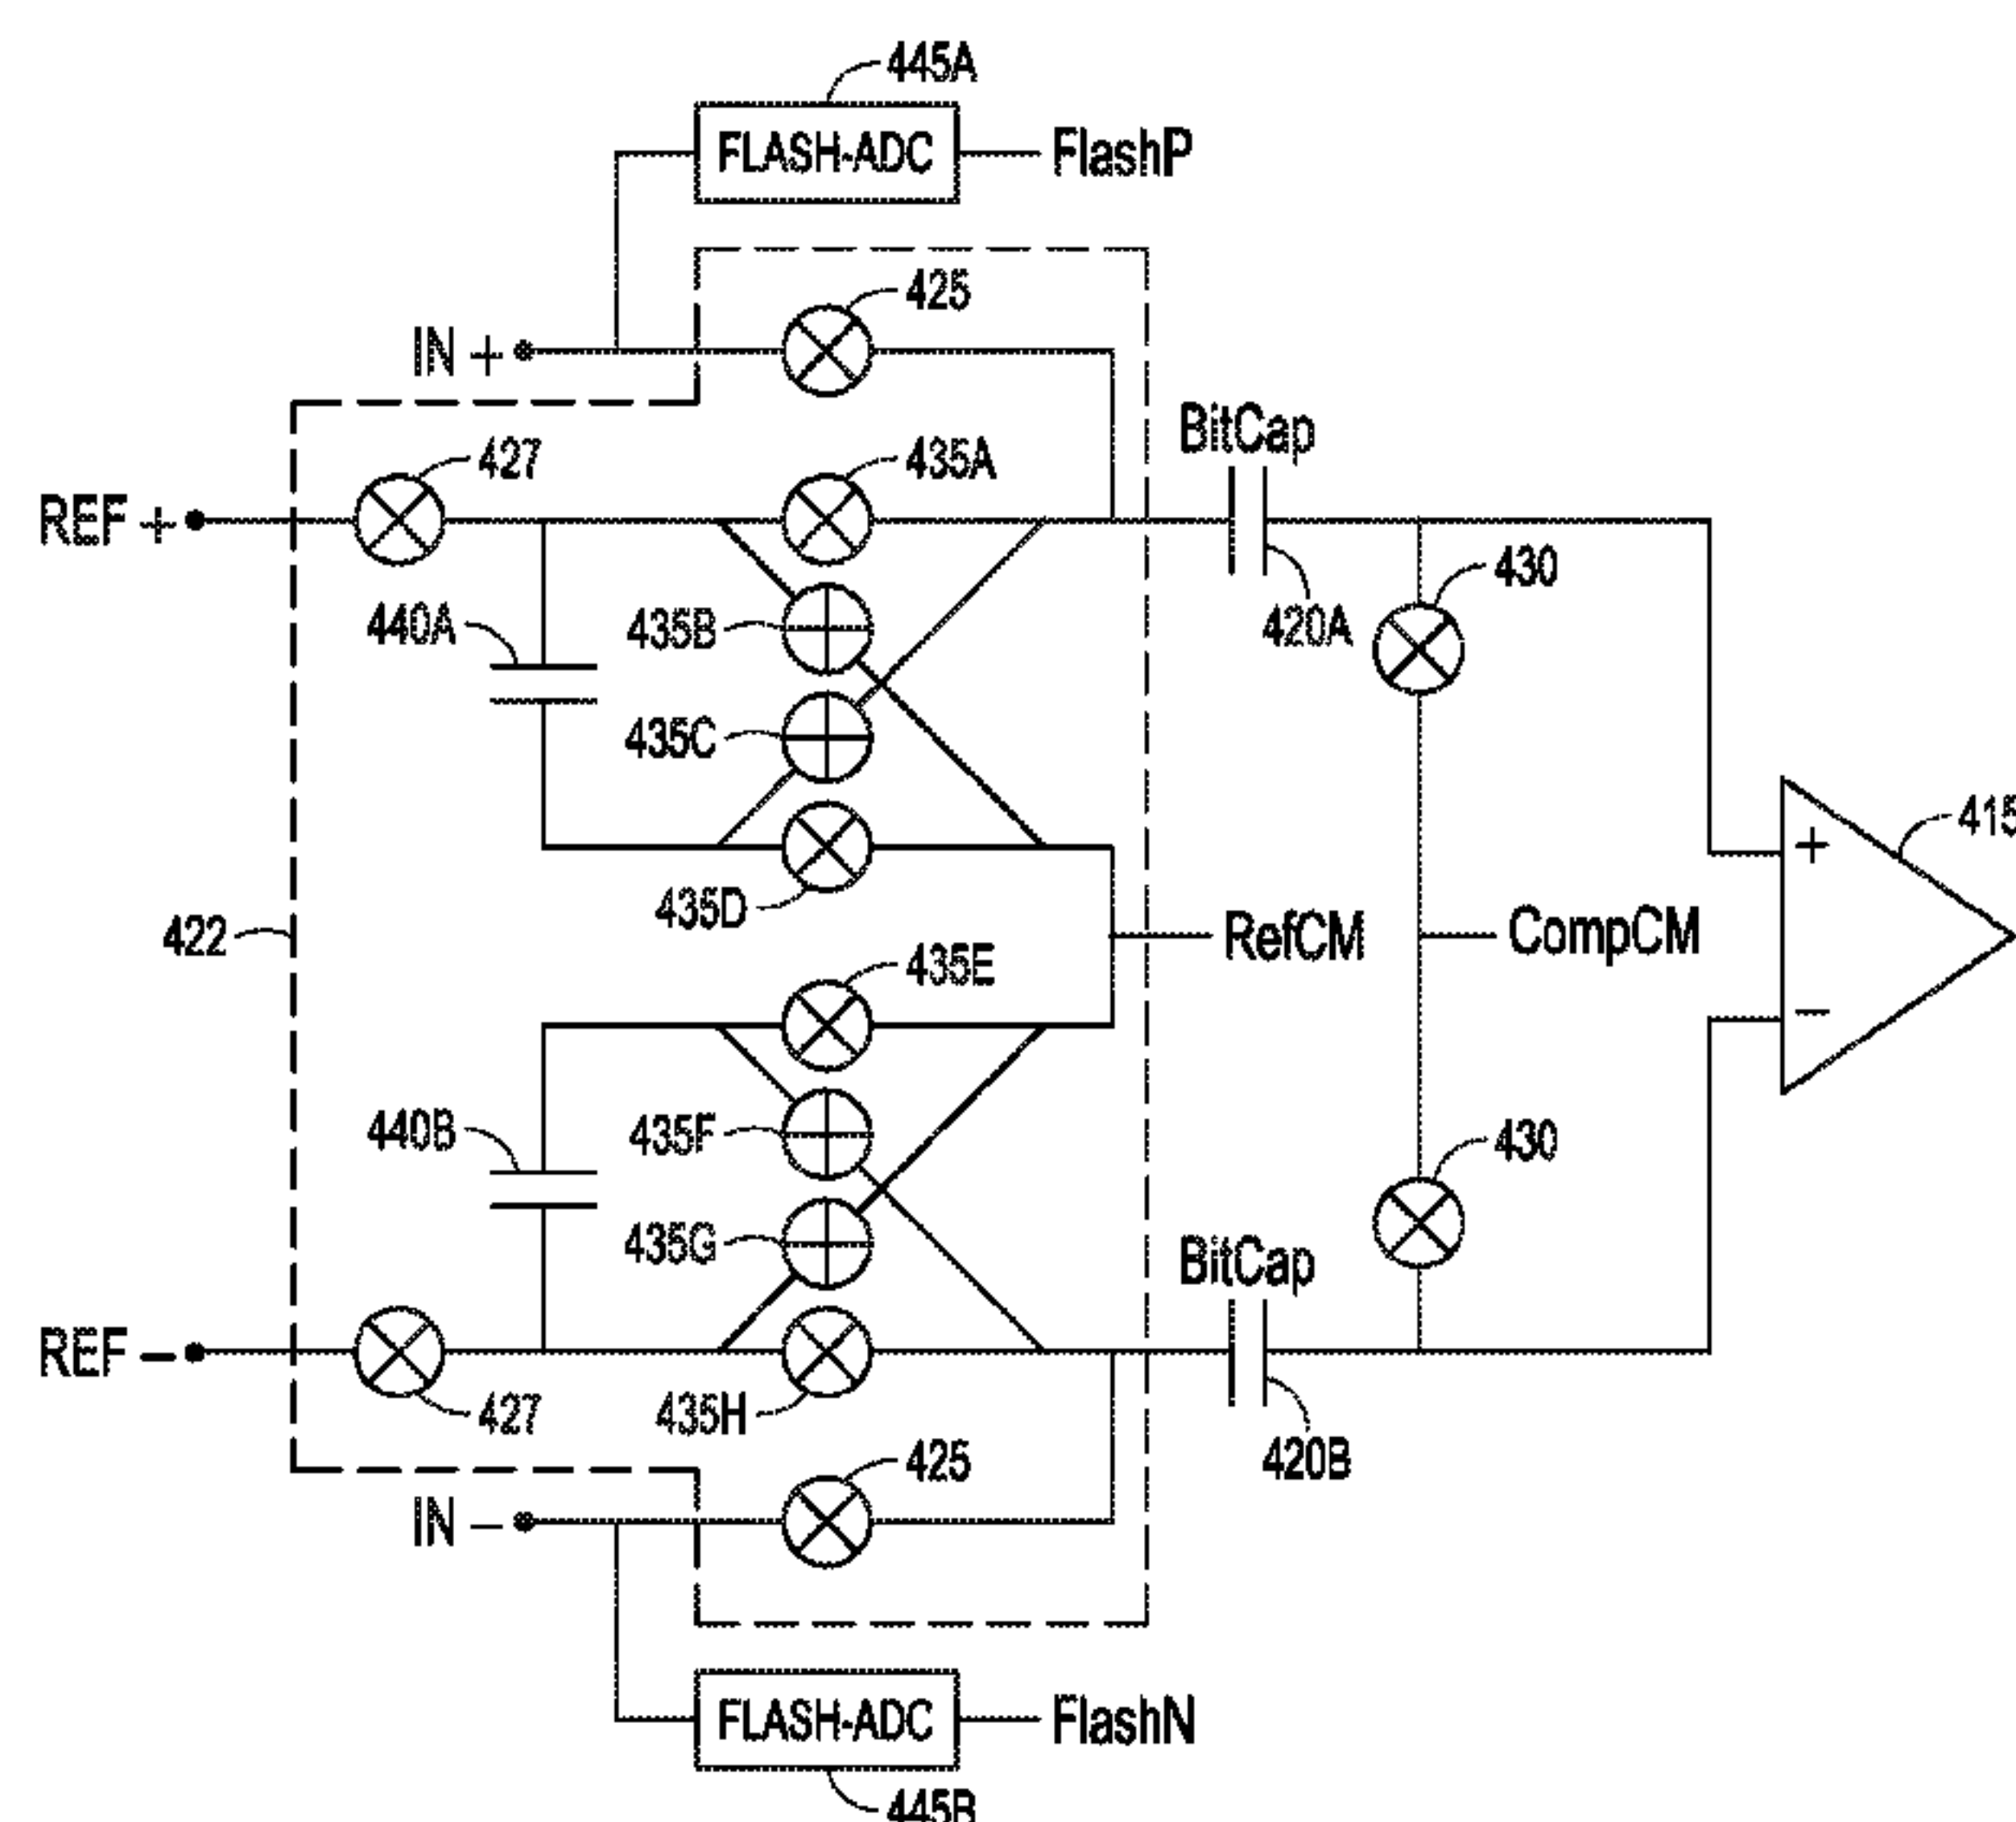 445A
FLASH-ADC
FlashP
425
IN +
BitCap
427
435A
REF +
430
440A
435B
420A
435C
415
+
435D
422
RefCM
CompCM
435E
−
440B
435F
430
435G
BitCap
REF −
427
435H
425
420B
IN −
FLASH-ADC
FlashN
445B